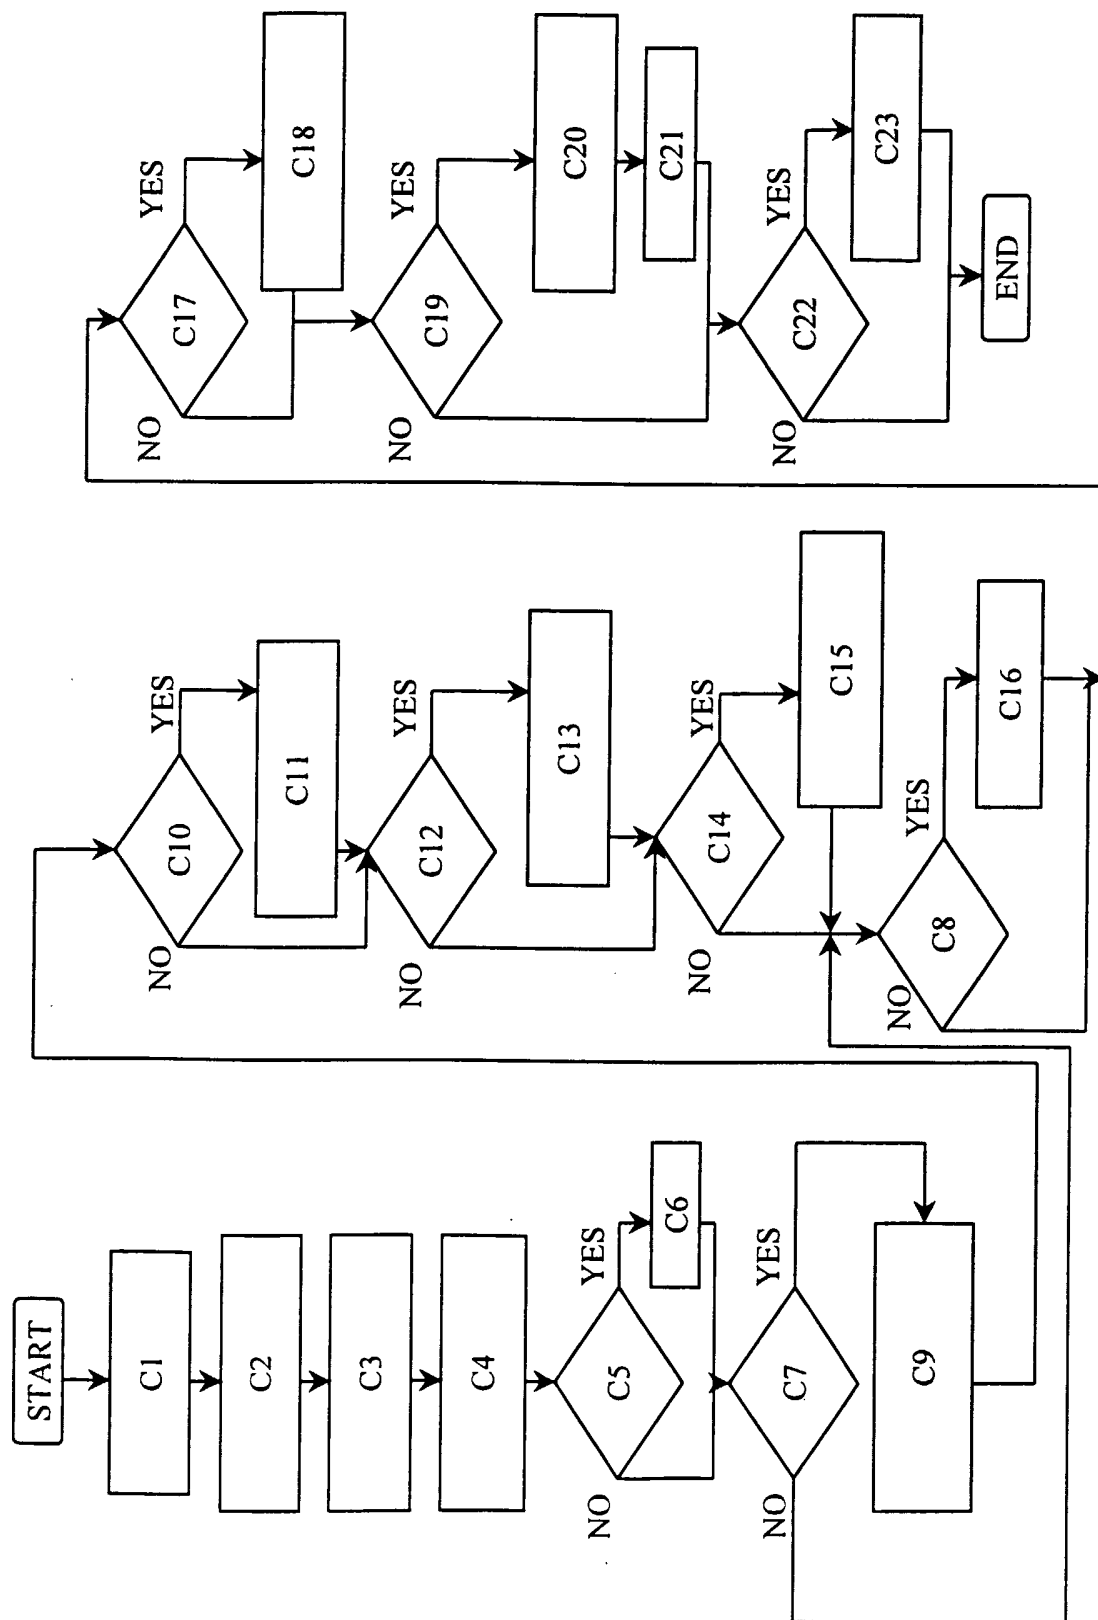 START
C1
C2
C3
C4
C5
YES
NO
C6
C7
YES
NO
C9
C10
YES
NO
C11
C12
YES
NO
C13
C14
YES
NO
C15
C8
YES
NO
C16
C17
YES
NO
C18
C19
YES
NO
C20
C21
C22
YES
NO
C23
END